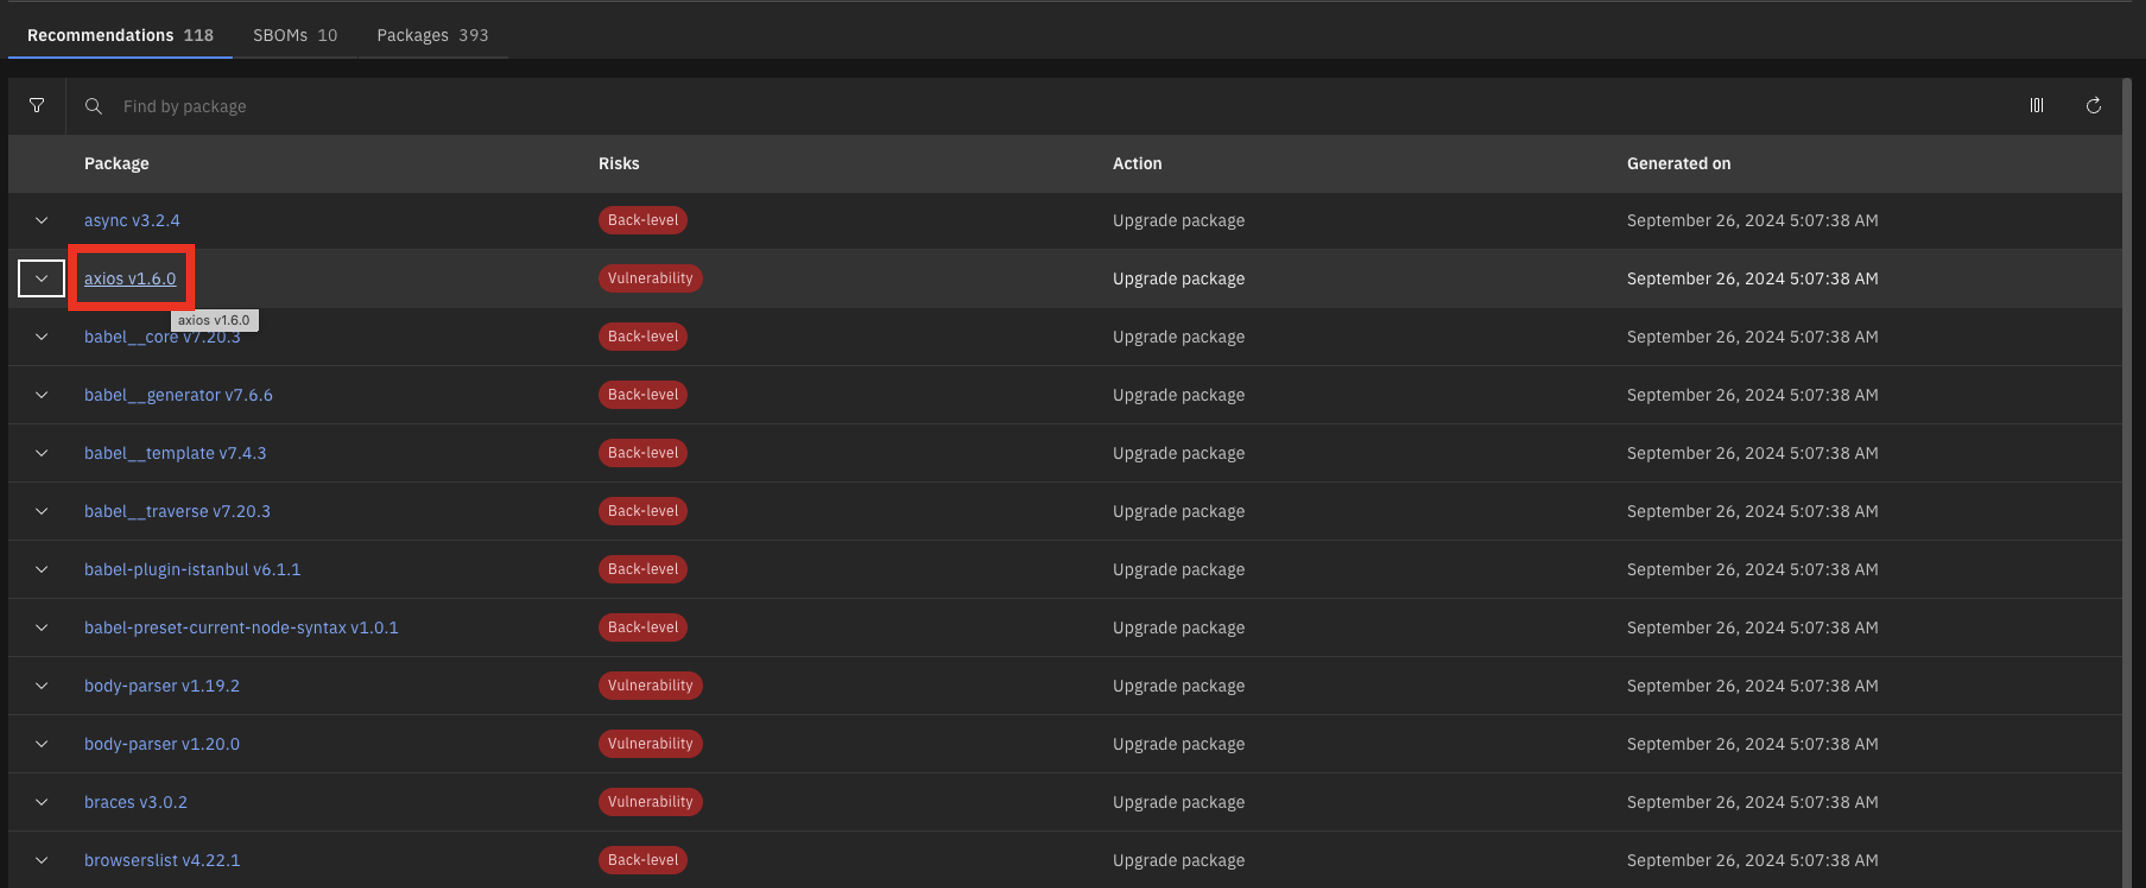 Recommendations 118 SBOMs 10 Packages 393
Find by package
Package Risks Action Generated on
async v3.2.4 Back-level Upgrade package September 26, 2024 5:07:38 AM
axios v1.6.0 Vulnerability Upgrade package September 26, 2024 5:07:38 AM
axios v1.6.0
babel__core v7.20.3 Back-level Upgrade package September 26, 2024 5:07:38 AM
babel__generator v7.6.6 Back-level Upgrade package September 26, 2024 5:07:38 AM
babel__template v7.4.3 Back-level Upgrade package September 26, 2024 5:07:38 AM
babel__traverse v7.20.3 Back-level Upgrade package September 26, 2024 5:07:38 AM
babel-plugin-istanbul v6.1.1 Back-level Upgrade package September 26, 2024 5:07:38 AM
babel-preset-current-node-syntax v1.0.1 Back-level Upgrade package September 26, 2024 5:07:38 AM
body-parser v1.19.2 Vulnerability Upgrade package September 26, 2024 5:07:38 AM
body-parser v1.20.0 Vulnerability Upgrade package September 26, 2024 5:07:38 AM
braces v3.0.2 Vulnerability Upgrade package September 26, 2024 5:07:38 AM
browserslist v4.22.1 Back-level Upgrade package September 26, 2024 5:07:38 AM